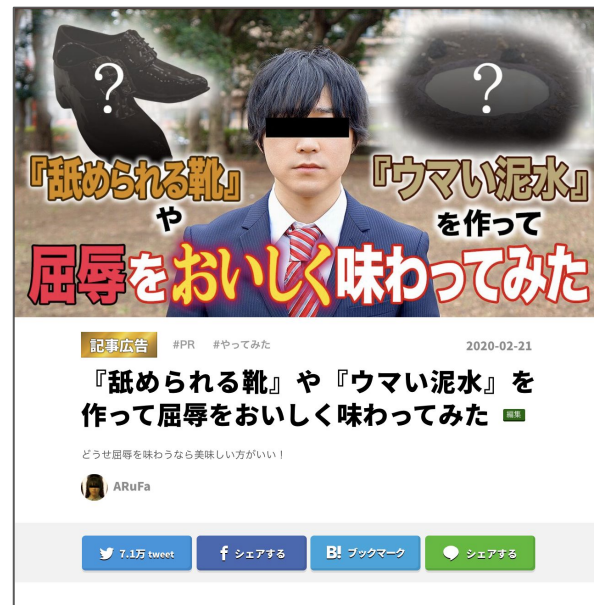 ?
?
『舐められる靴』
『ウマい泥水』
や
を作って
屈辱をおいしく味わってみた
記事広告 #PR #やってみた 2020-02-21
『舐められる靴』や『ウマい泥水』を
作って屈辱をおいしく味わってみた 編集
どうせ屈辱を味わうなら美味しい方がいい！
ARuFa
7.1万 tweet
f シェアする
B! ブックマーク
シェアする